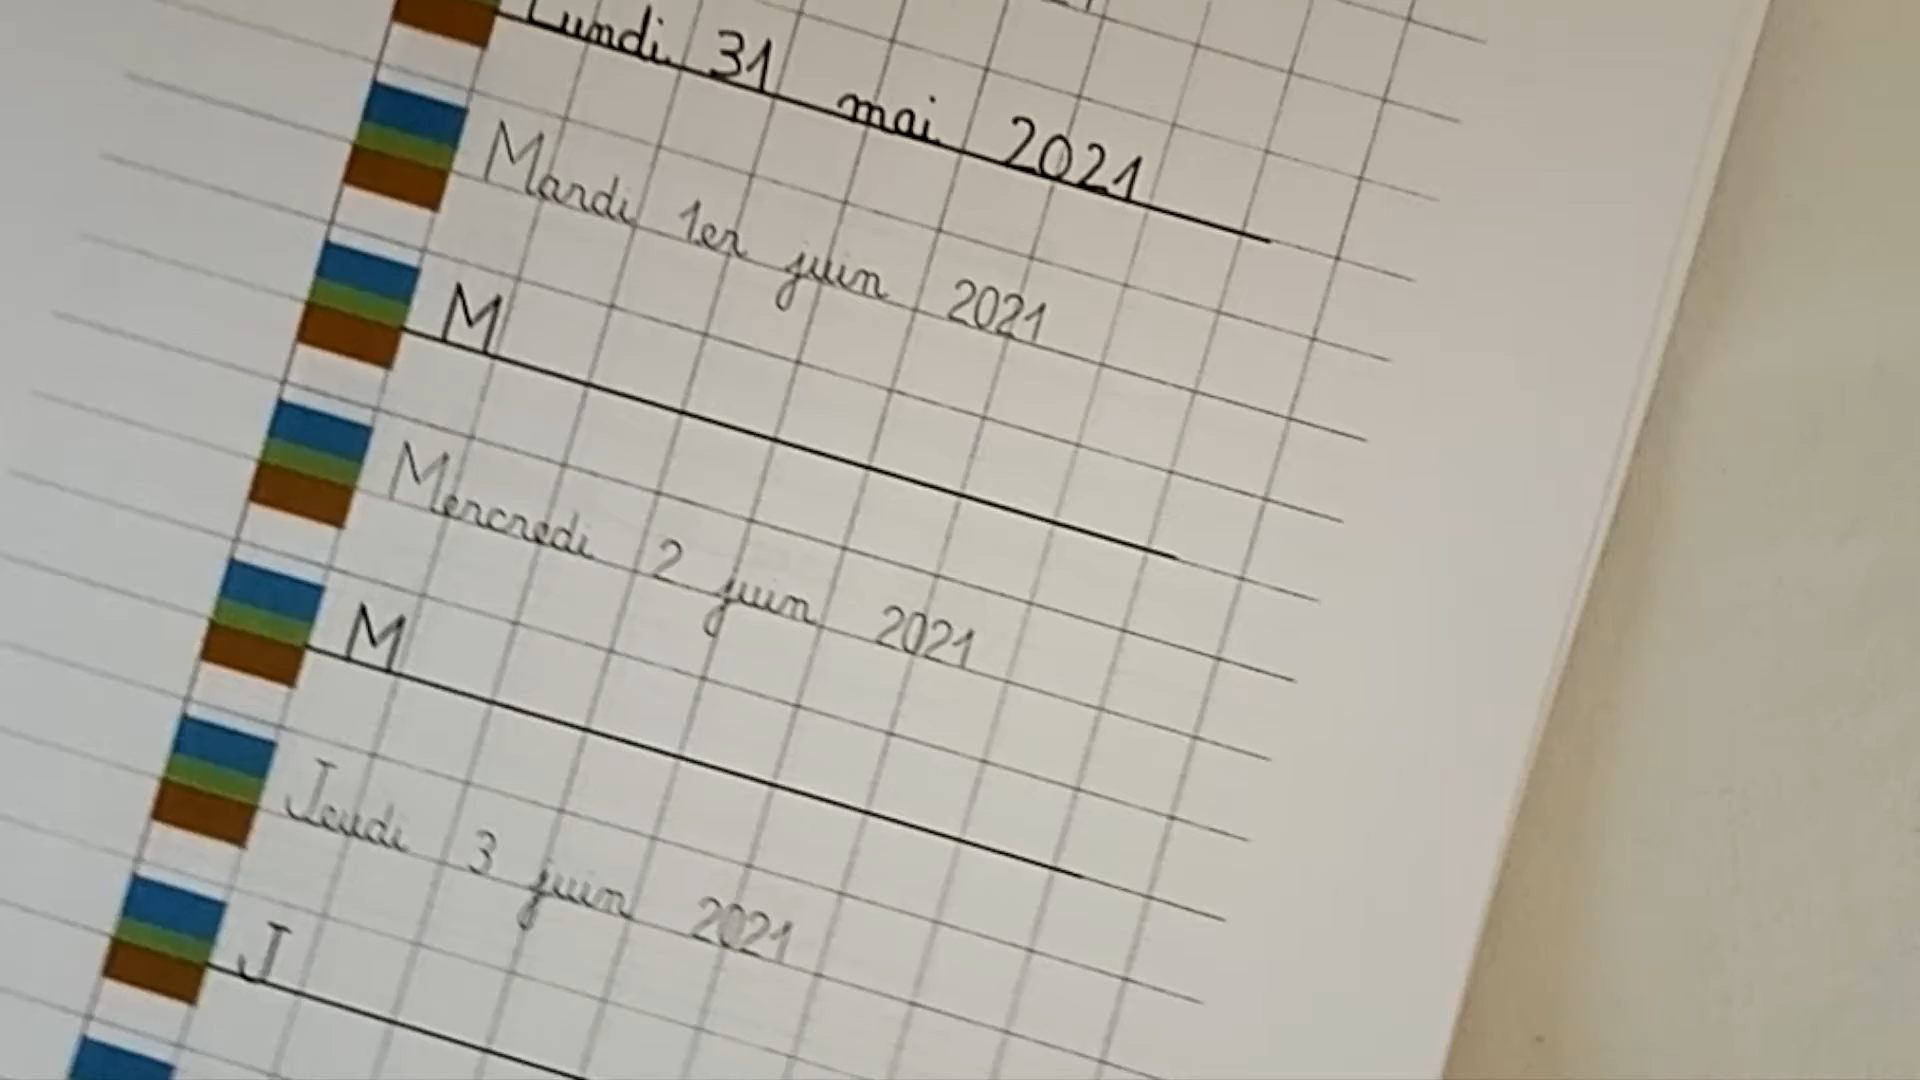 Lundi 31 mai 2021
Mardi 1er juin 2021
M
Mercredi 2 juin 2021
M
Jeudi 3 juin 2021
J